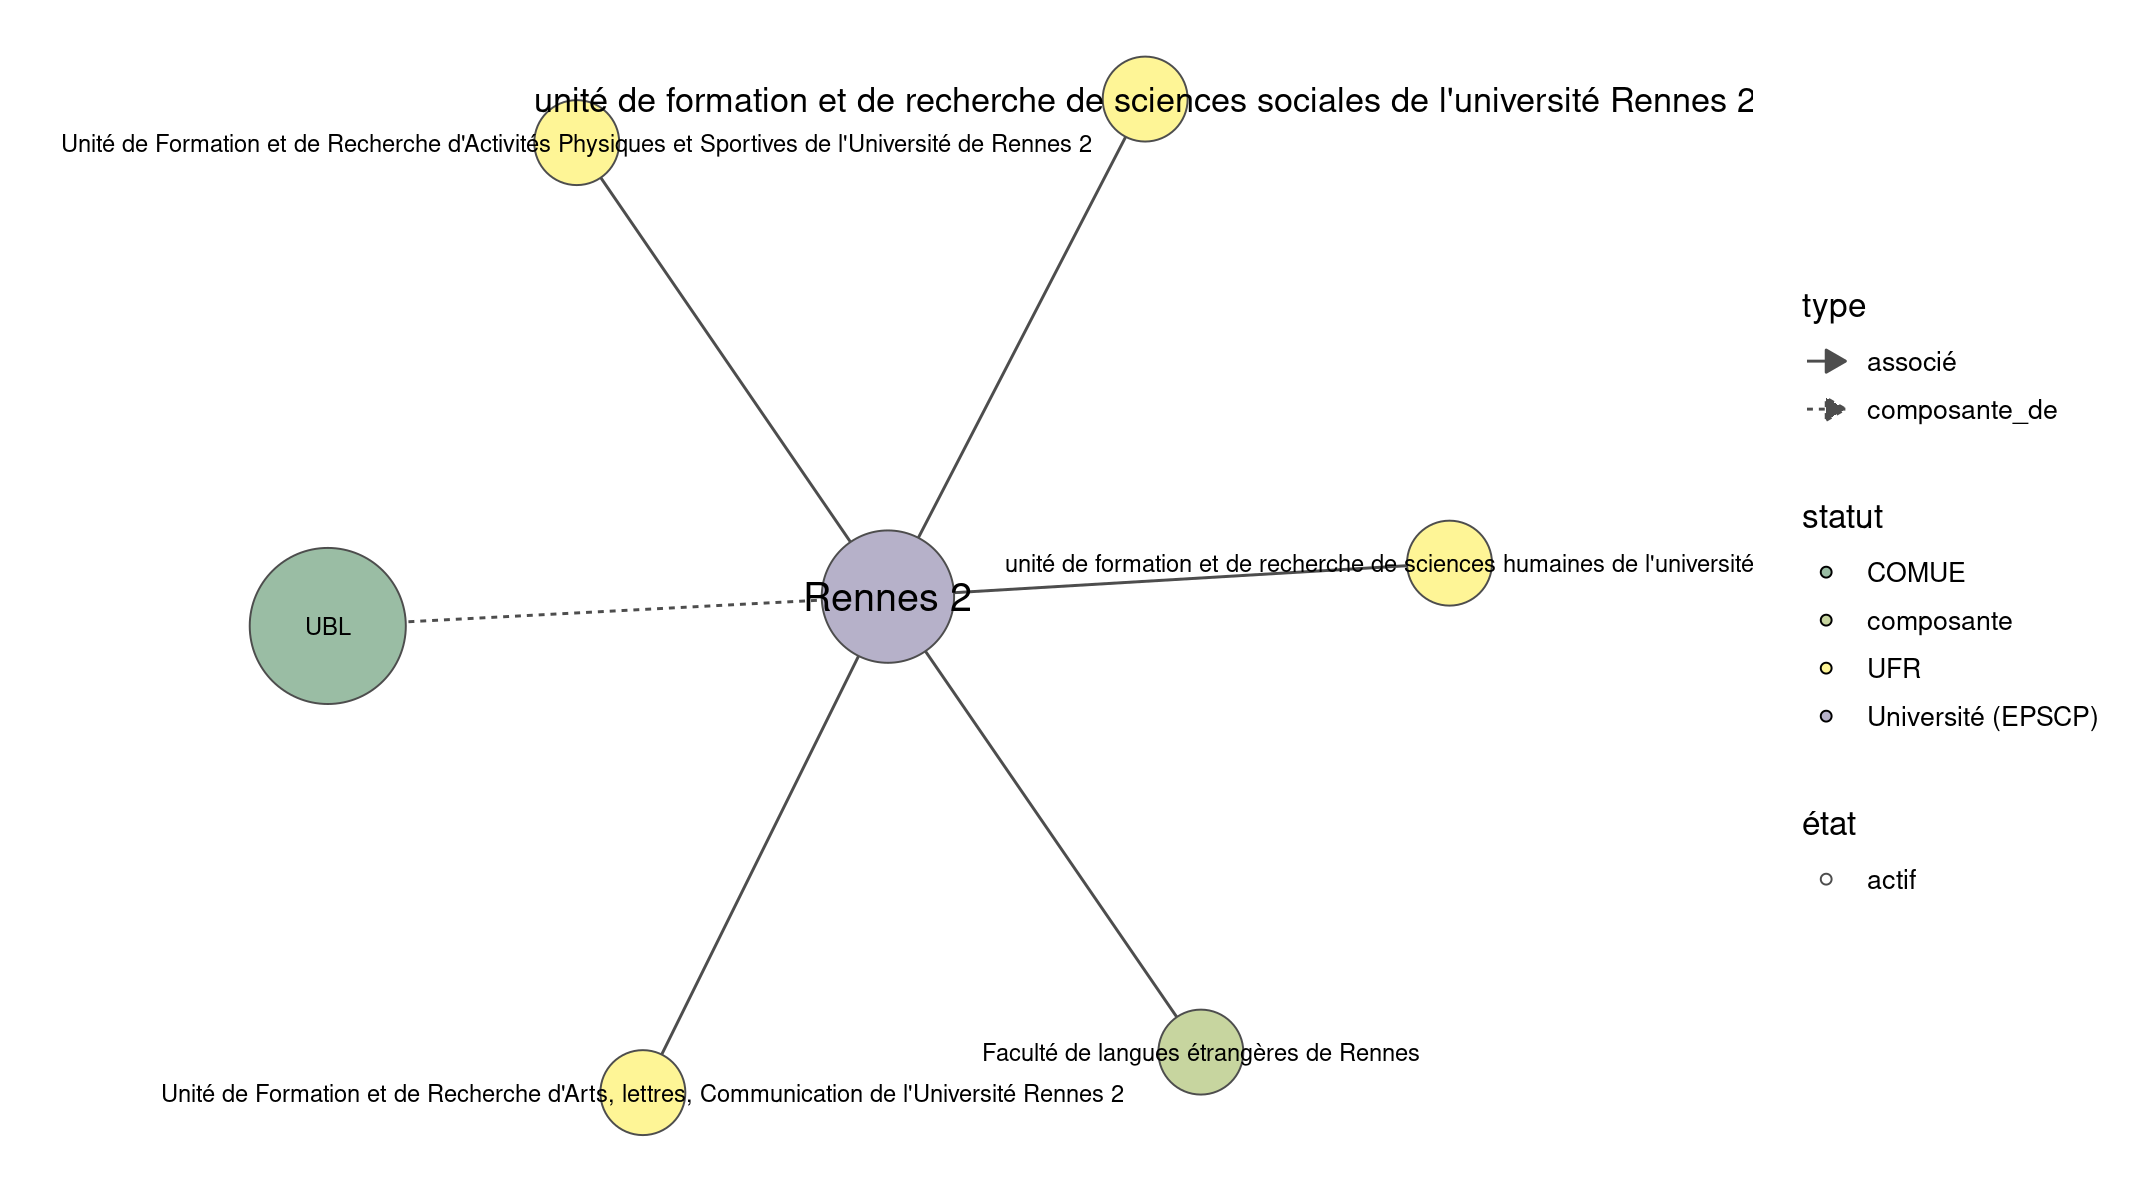 unité de formation et de recherche de sciences sociales de l'université Rennes 2
Unité de Formation et de Recherche d'Activités Physiques et Sportives de l'Université de Rennes 2
unité de formation et de recherche de sciences humaines de l'université
Rennes 2
UBL
Faculté de langues étrangères de Rennes
Unité de Formation et de Recherche d'Arts, lettres, Communication de l'Université Rennes 2
type
associé
composante_de
statut
COMUE
composante
UFR
Université (EPSCP)
état
actif